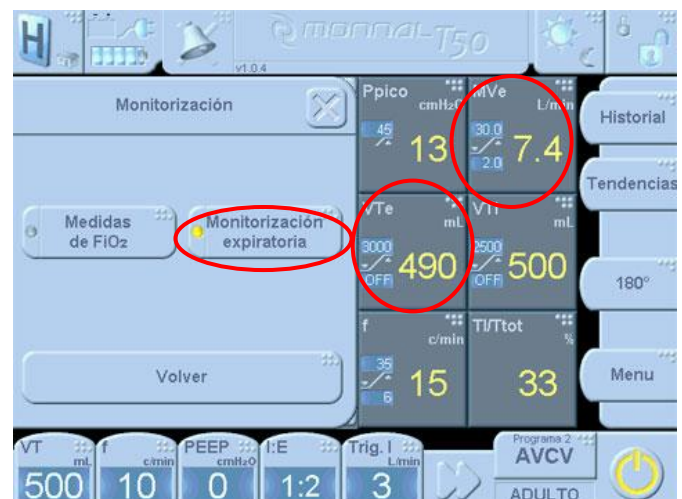 H
monnal-T50
v1.0.4
Monitorización
Medidas
de FiO2
Monitorización
expiratoria
Volver
Ppico
cmH2O
45
13
MVe
L/min
30.0
2.0
7.4
VTe
mL
3000
OFF
490
VTi
mL
2500
OFF
500
f
c/min
35
6
15
TI/Ttot
%
33
Historial
Tendencias
180°
Menu
VT
mL
500
f
c/min
10
PEEP
cmH2O
0
I:E
1:2
Trig. I
L/min
3
Programa 2
AVCV
ADULTO